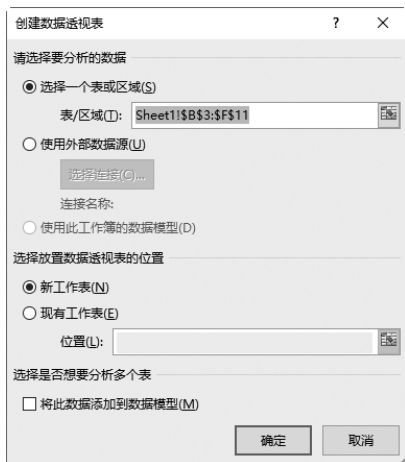 创建数据透视表 ? ×
请选择要分析的数据
选择一个表或区域(S)
表/区域(T): Sheet1!$B$3:$F$11
使用外部数据源(U)
选择连接(C)...
连接名称:
使用此工作簿的数据模型(D)
选择放置数据透视表的位置
新工作表(N)
现有工作表(E)
位置(L):
选择是否想要分析多个表
将此数据添加到数据模型(M)
确定 取消